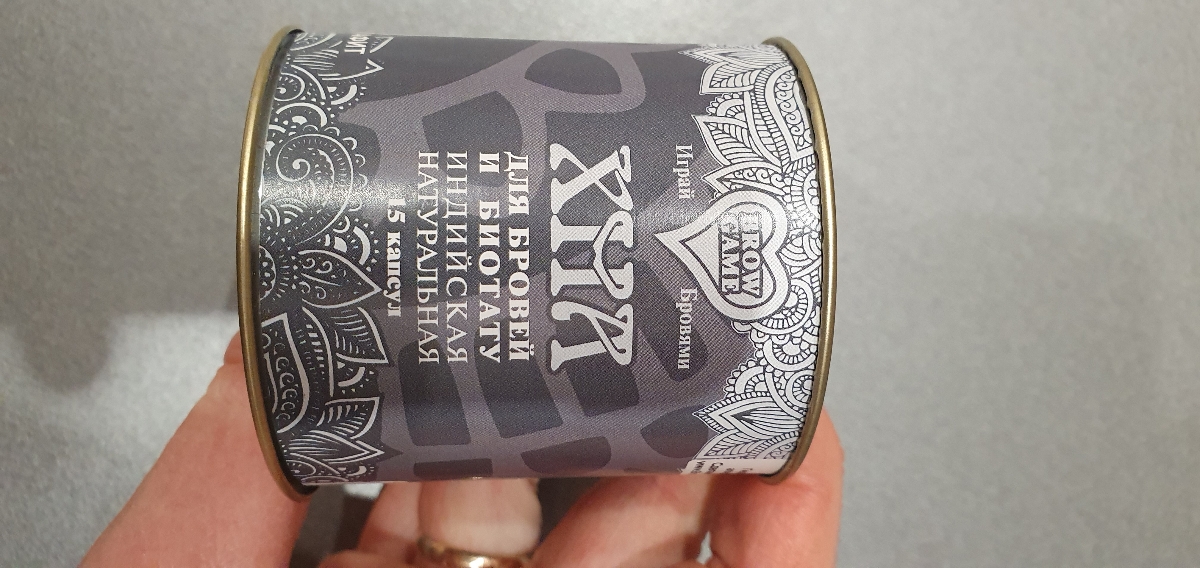 BROW
GAME
Играй Бровями
ХНА
ДЛЯ БРОВЕЙ
И БИОТАТУ
ИНДИЙСКАЯ
НАТУРАЛЬНАЯ
15 капсул